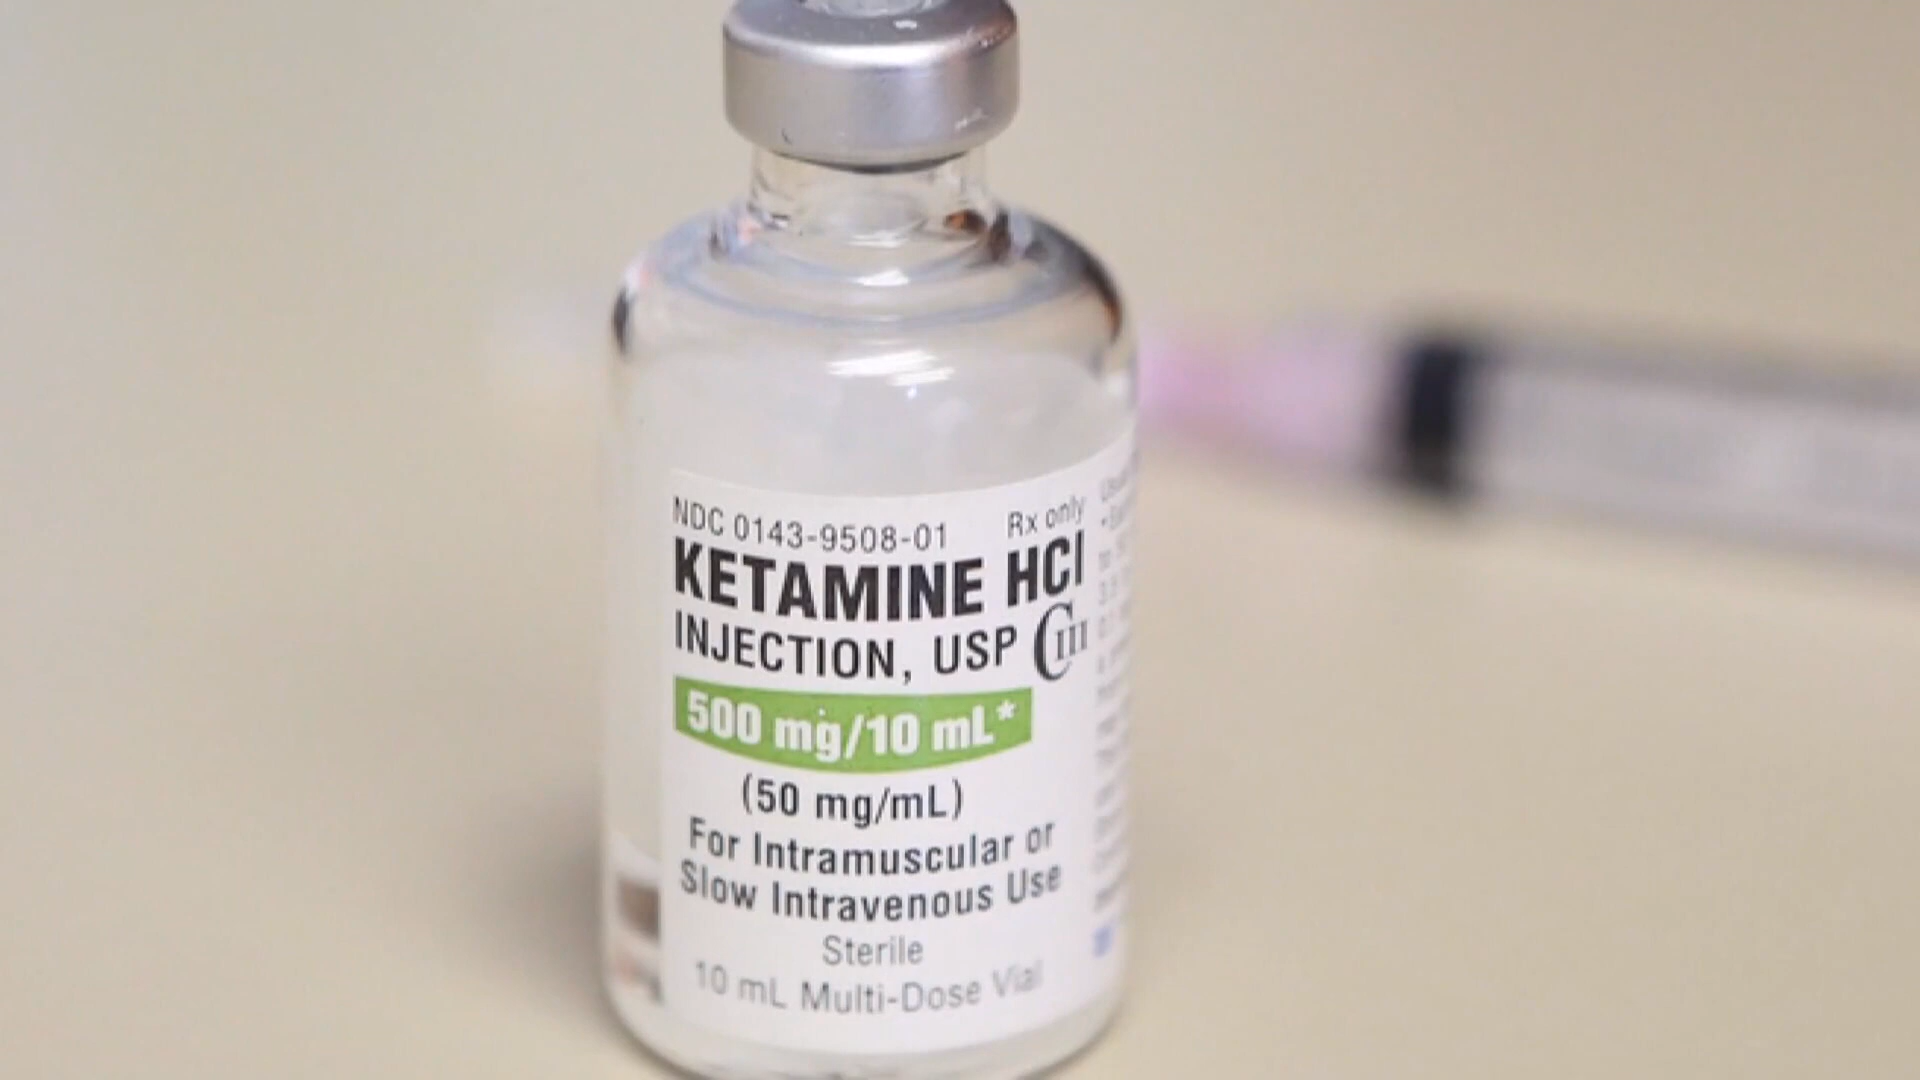 NDC 0143-9508-01 Rx only
KETAMINE HCl
INJECTION, USP CIII
500 mg/10 mL*
(50 mg/mL)
For Intramuscular or
Slow Intravenous Use
Sterile
10 mL Multi-Dose Vial